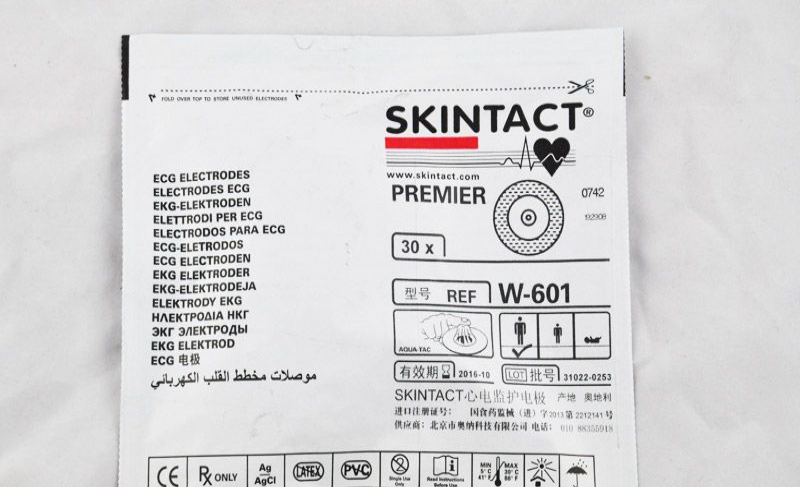 FOLD OVER TOP TO STORE UNUSED ELECTRODES
SKINTACT®
www.skintact.com
PREMIER
0742
30 x
型号 REF W-601
AQUA-TAC
有效期 2016-10
LOT 批号 31022-0253
SKINTACT心电监护电极 产地 奥地利
进口注册证号: 国食药监械(进)字2013第2212141号
供应商: 北京市奥纳科技有限公司 电话: 010 88355918
ECG ELECTRODES
ELECTRODES ECG
EKG-ELEKTRODEN
ELETTRODI PER ECG
ELECTRODOS PARA ECG
ECG-ELETRODOS
ECG ELECTRODEN
EKG ELEKTRODER
EKG-ELEKTRODEJA
ELEKTRODY EKG
ΗΛΕΚΤΡΟΔΙΑ ΗΚΓ
ЭКГ ЭЛЕКТРОДЫ
EKG ELEKTROD
ECG 电极
موصلات مخطط القلب الكهربائي
CE
Rx ONLY
Ag
AgCl
LATEX
PVC
Single Use
Only
Read Instructions
Before Use
MIN
5° C
41° F
MAX
30° C
86° F